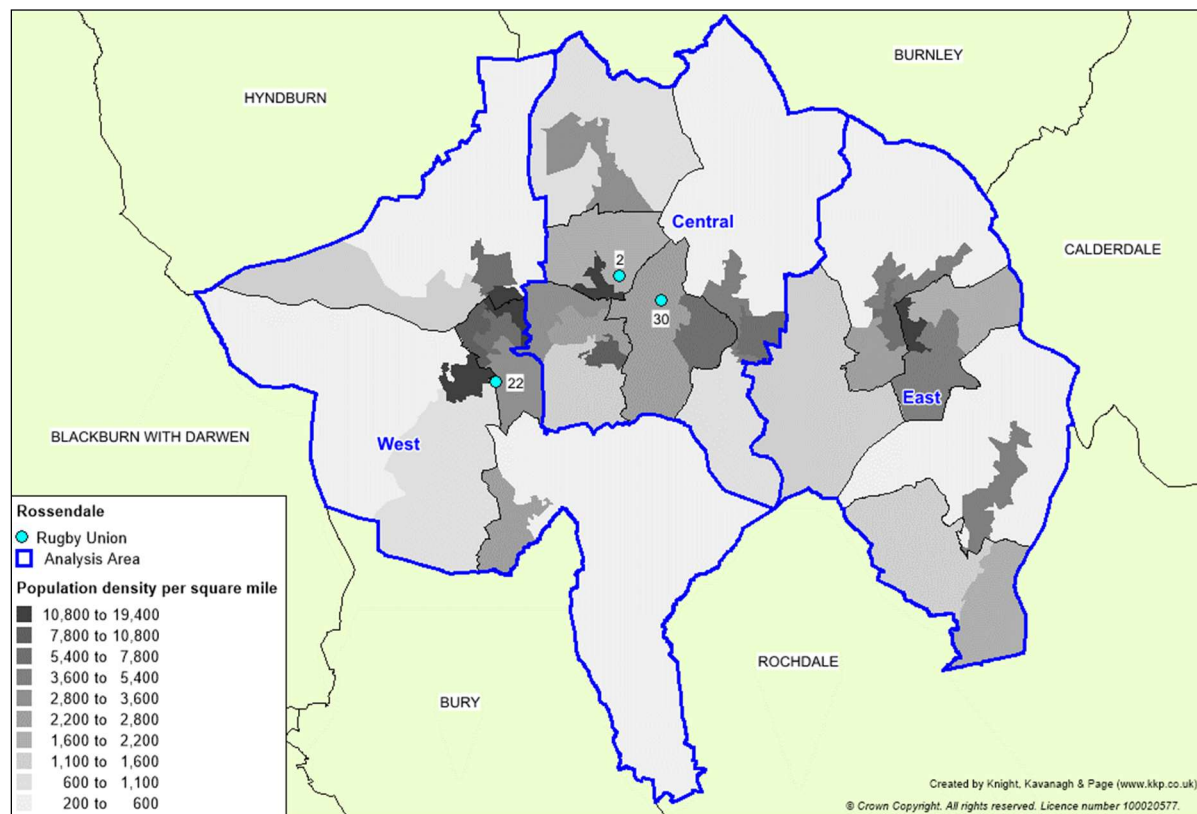 BURNLEY
HYNDBURN
Central
CALDERDALE
2
30
22
East
West
BLACKBURN WITH DARWEN
ROCHDALE
BURY
Rossendale
Rugby Union
Analysis Area
Population density per square mile
10,800 to 19,400
7,800 to 10,800
5,400 to 7,800
3,600 to 5,400
2,800 to 3,600
2,200 to 2,800
1,600 to 2,200
1,100 to 1,600
600 to 1,100
200 to 600
Created by Knight, Kavanagh & Page (www.kkp.co.uk)
© Crown Copyright. All rights reserved. Licence number 100020577.